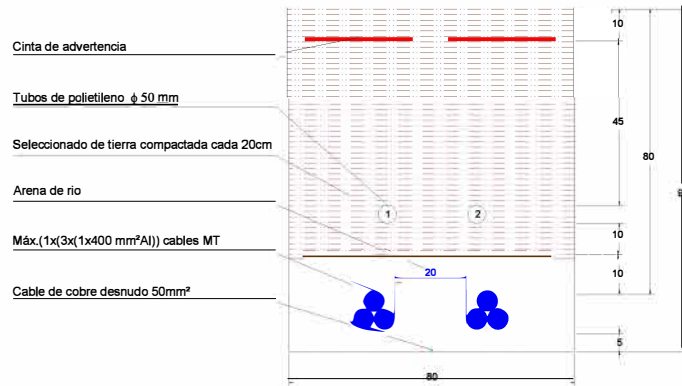 Cinta de advertencia
Tubos de polietileno ϕ 50 mm
Seleccionado de tierra compactada cada 20cm
Arena de rio
Máx.(1x(3x(1x400 mm²Al)) cables MT
Cable de cobre desnudo 50mm²
10
45
80
1
2
10
20
10
5
80